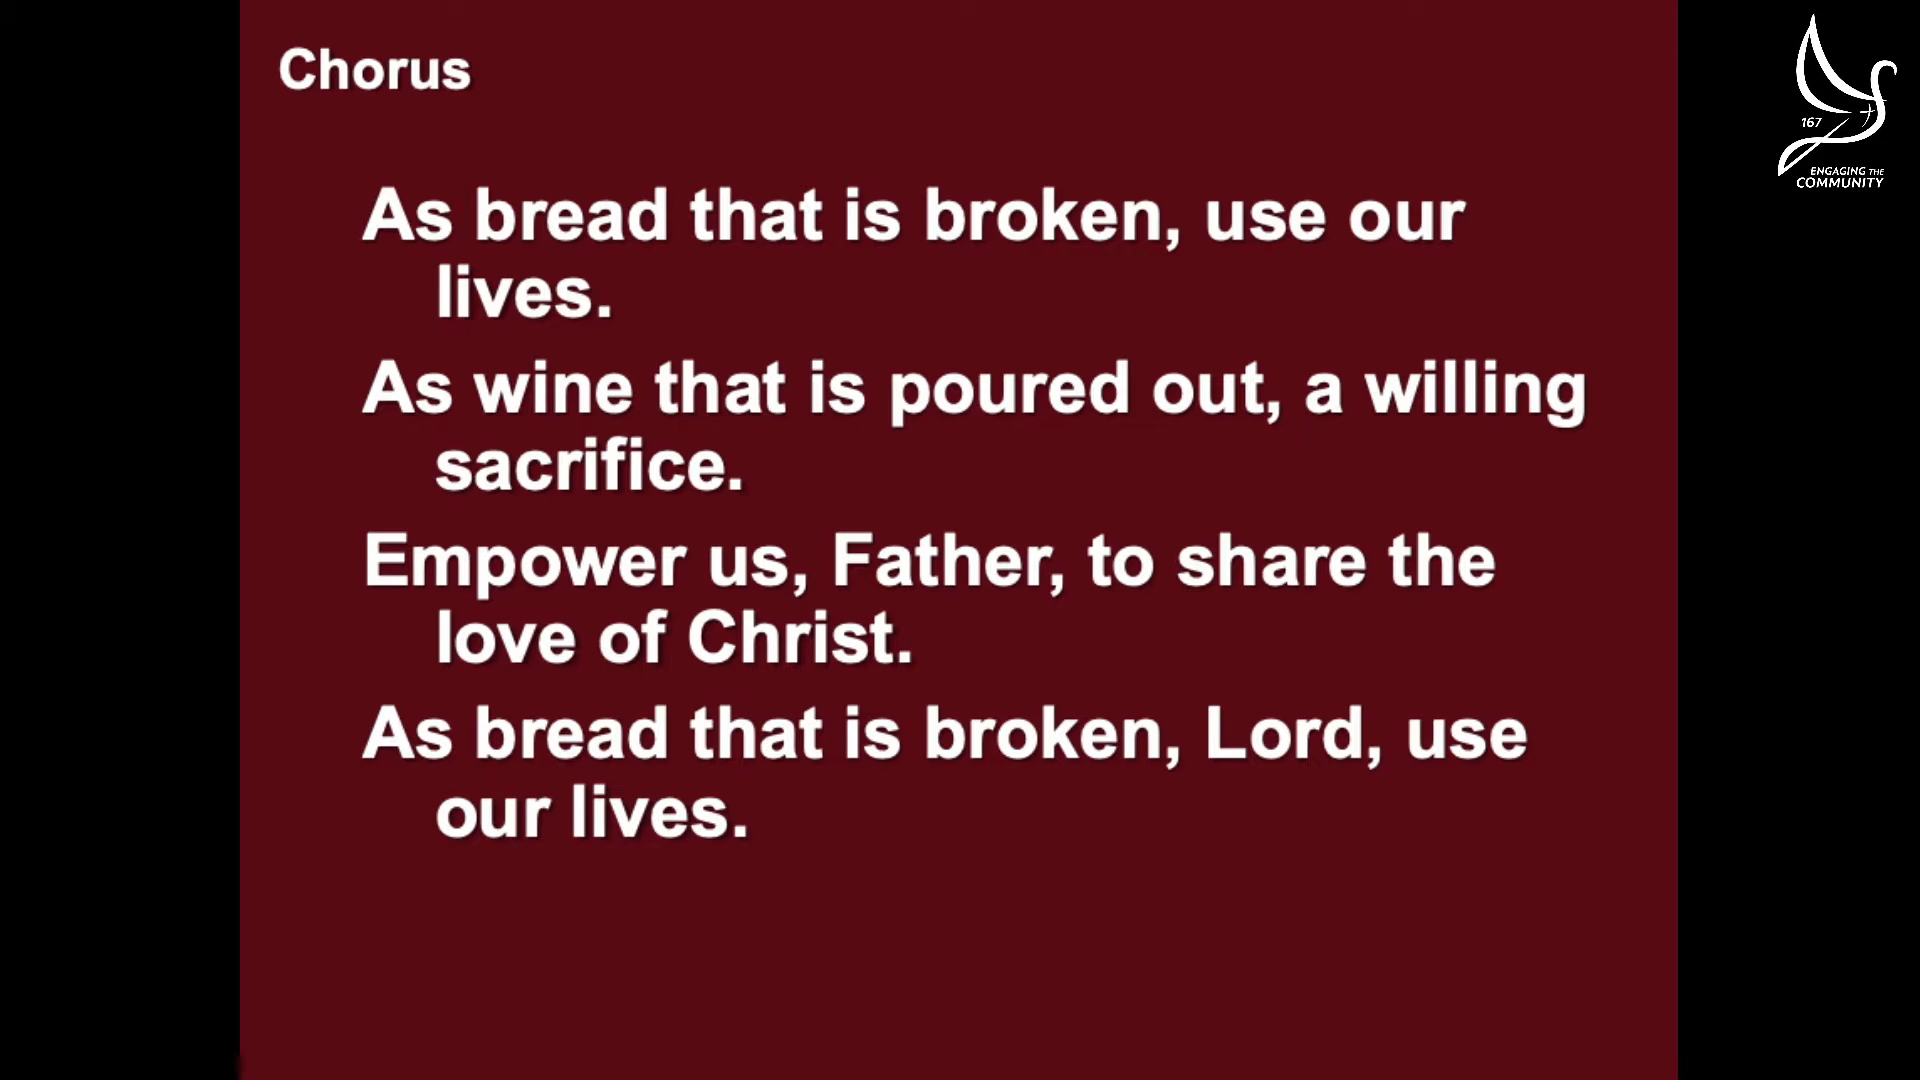 Chorus
As bread that is broken, use our
lives.
As wine that is poured out, a willing
sacrifice.
Empower us, Father, to share the
love of Christ.
As bread that is broken, Lord, use
our lives.
167
ENGAGING THE
COMMUNITY